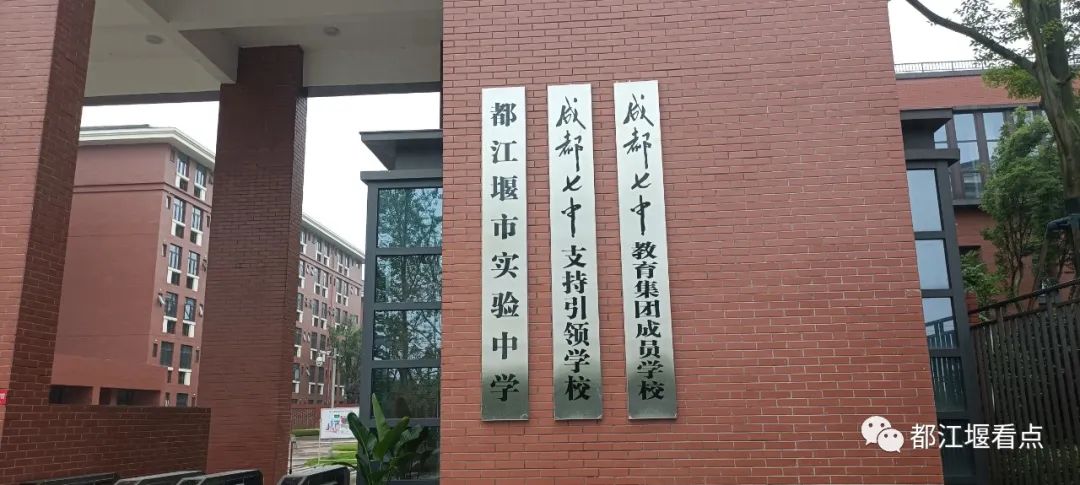 都江堰市实验中学
成都七中支持引领学校
成都七中教育集团成员学校
都江堰看点